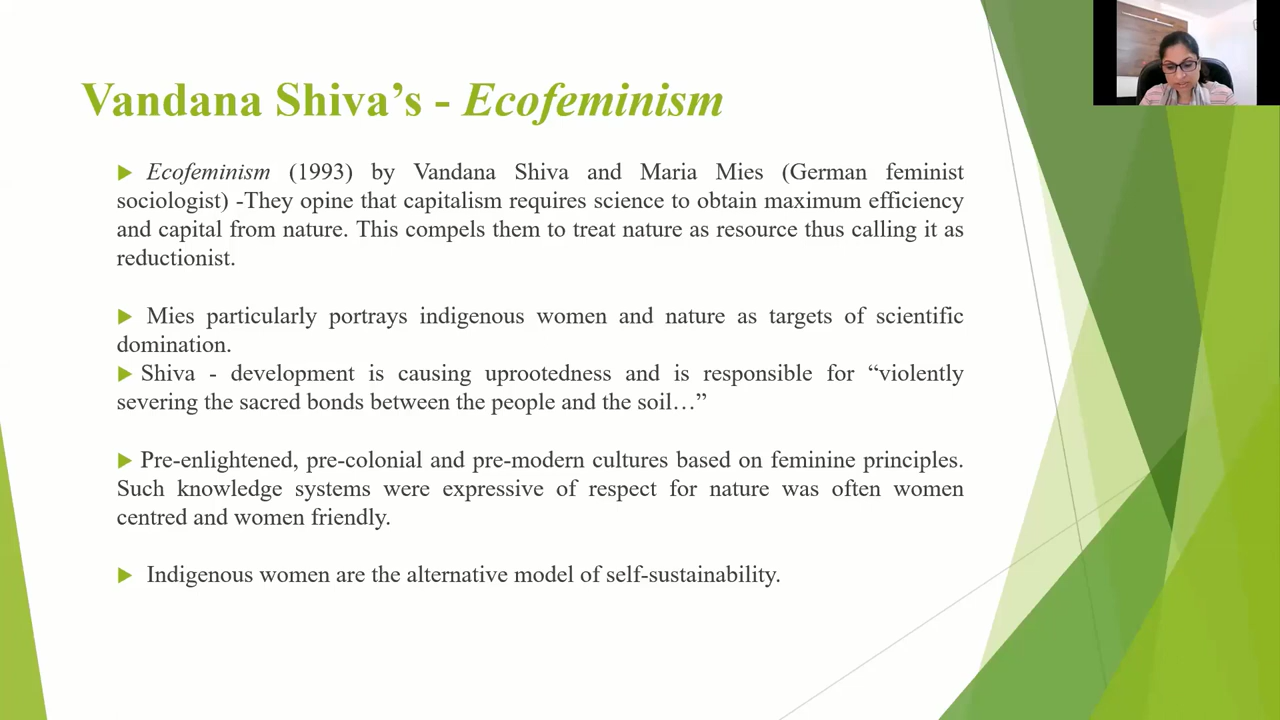 Vandana Shiva’s - Ecofeminism
Ecofeminism (1993) by Vandana Shiva and Maria Mies (German feminist
sociologist) -They opine that capitalism requires science to obtain maximum efficiency
and capital from nature. This compels them to treat nature as resource thus calling it as
reductionist.
Mies particularly portrays indigenous women and nature as targets of scientific
domination.
Shiva - development is causing uprootedness and is responsible for “violently
severing the sacred bonds between the people and the soil…”
Pre-enlightened, pre-colonial and pre-modern cultures based on feminine principles.
Such knowledge systems were expressive of respect for nature was often women
centred and women friendly.
Indigenous women are the alternative model of self-sustainability.